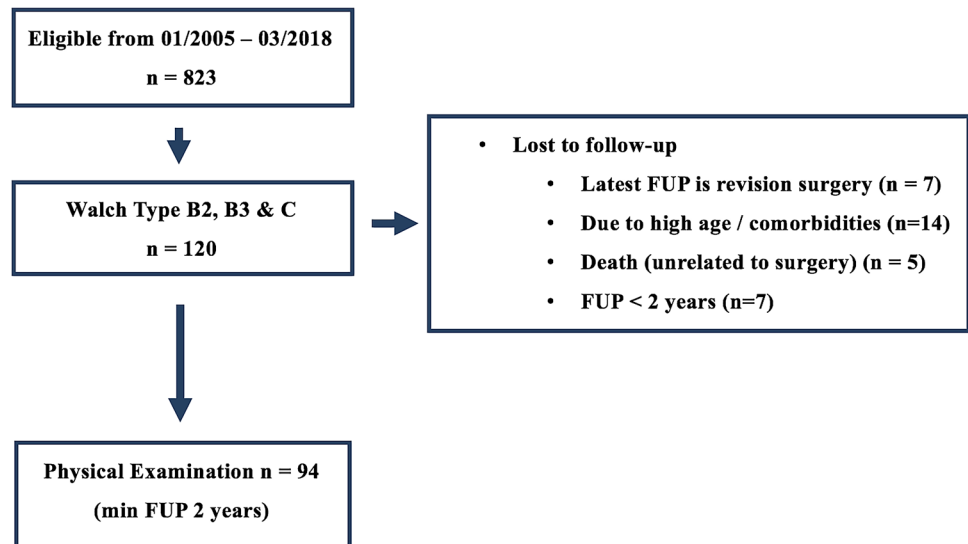 Eligible from 01/2005 – 03/2018
n = 823
Walch Type B2, B3 & C
n = 120
• Lost to follow-up
• Latest FUP is revision surgery (n = 7)
• Due to high age / comorbidities (n=14)
• Death (unrelated to surgery) (n = 5)
• FUP < 2 years (n=7)
Physical Examination n = 94
(min FUP 2 years)